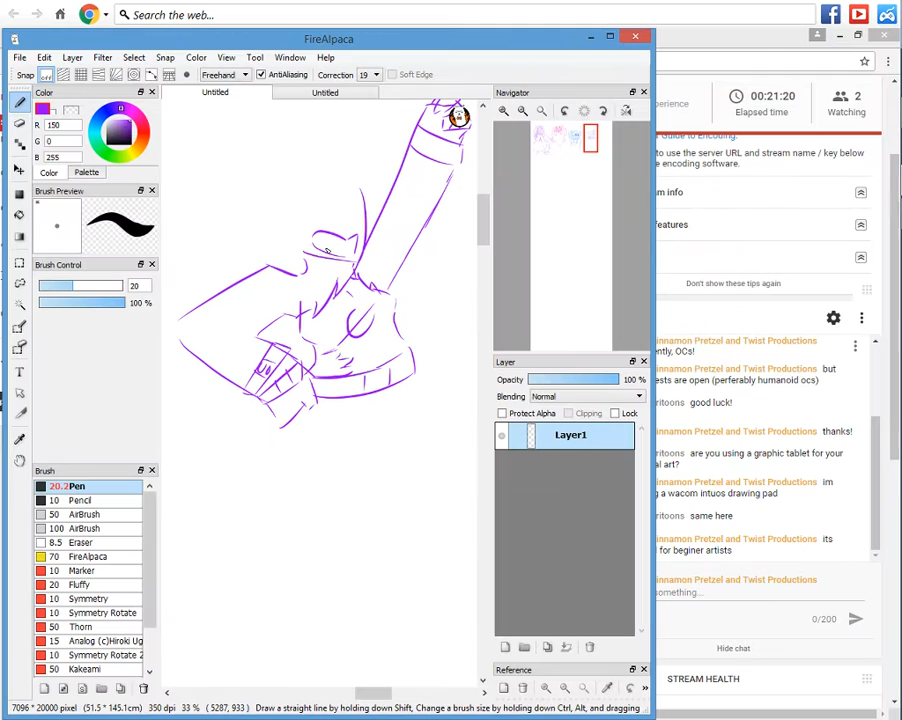 Search the web...
FireAlpaca
File Edit Layer Filter Select Snap Color View Tool Window Help
Snap off Freehand AntiAliasing Correction 19 Soft Edge
Color
Untitled
Untitled
Navigator
R 150
G 0
B 255
Color Palette
Brush Preview
Brush Control
20
100 %
Layer
Opacity 100 %
Blending Normal
Protect Alpha Clipping Lock
Layer1
Brush
20.2 Pen
10 Pencil
50 AirBrush
100 AirBrush
8.5 Eraser
70 FireAlpaca
10 Marker
20 Fluffy
10 Symmetry
10 Symmetry Rotate
50 Thorn
15 Analog (c)Hiroki Ug
10 Symmetry Rotate 2
50 Kakeami
Reference
7096 * 20000 pixel (51.5 * 145.1cm) 350 dpi 33 % ( 5287, 933 ) Draw a straight line by holding down Shift, Change a brush size by holding down Ctrl, Alt, and dragging
xperience
00:21:20
Elapsed time
2
Watching
Guide to Encoding.
to use the server URL and stream name / key below
e encoding software.
am info
features
Don't show these tips again
innamon Pretzel and Twist Productions
ently, OCs!
innamon Pretzel and Twist Productions but
ests are open (perferably humanoid ocs)
ritoons good luck!
innamon Pretzel and Twist Productions thanks!
ritoons are you using a graphic tablet for your
al art?
innamon Pretzel and Twist Productions im
g a wacom intuos drawing pad
ritoons same here
innamon Pretzel and Twist Productions its
for beginer artists
innamon Pretzel and Twist Productions
something...
0/200
Hide chat
STREAM HEALTH